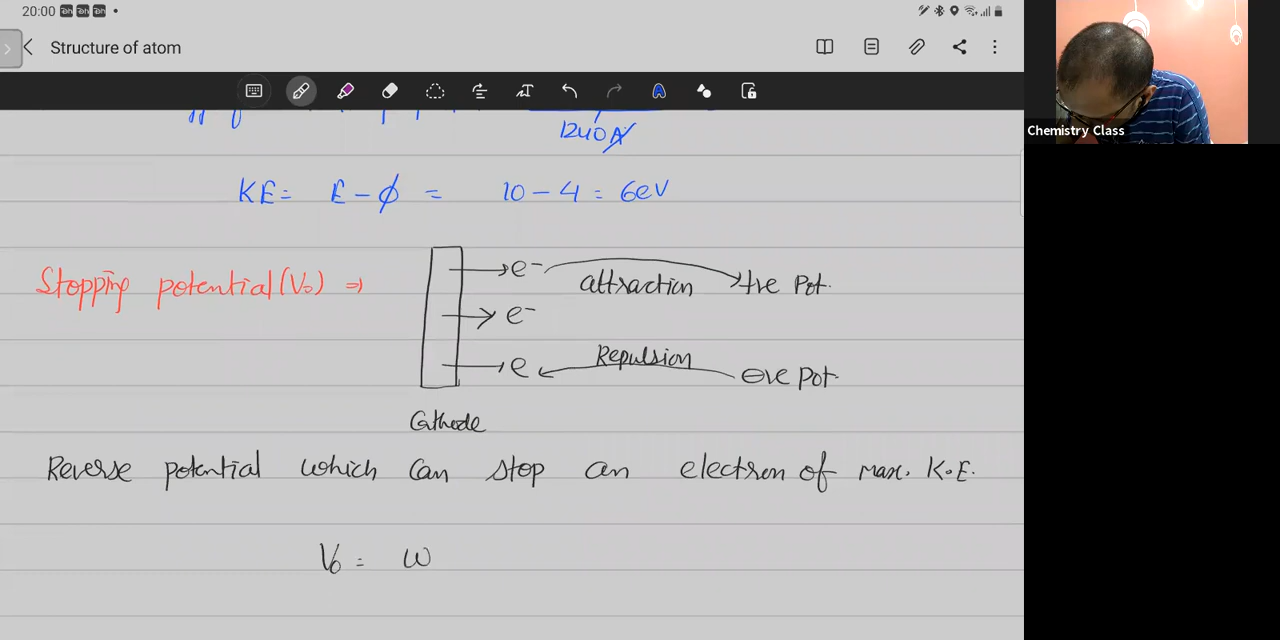 20:00
Structure of atom
Chemistry Class
1240Å
KE = E - ϕ = 10 - 4 = 6eV
Stopping potential (V₀) ⇒
e⁻ attraction +ve Pot.
e⁻
e Repulsion ⊖ve Pot.
Cathode
Reverse potential which can stop an electron of max. K.E.
V₀ = W